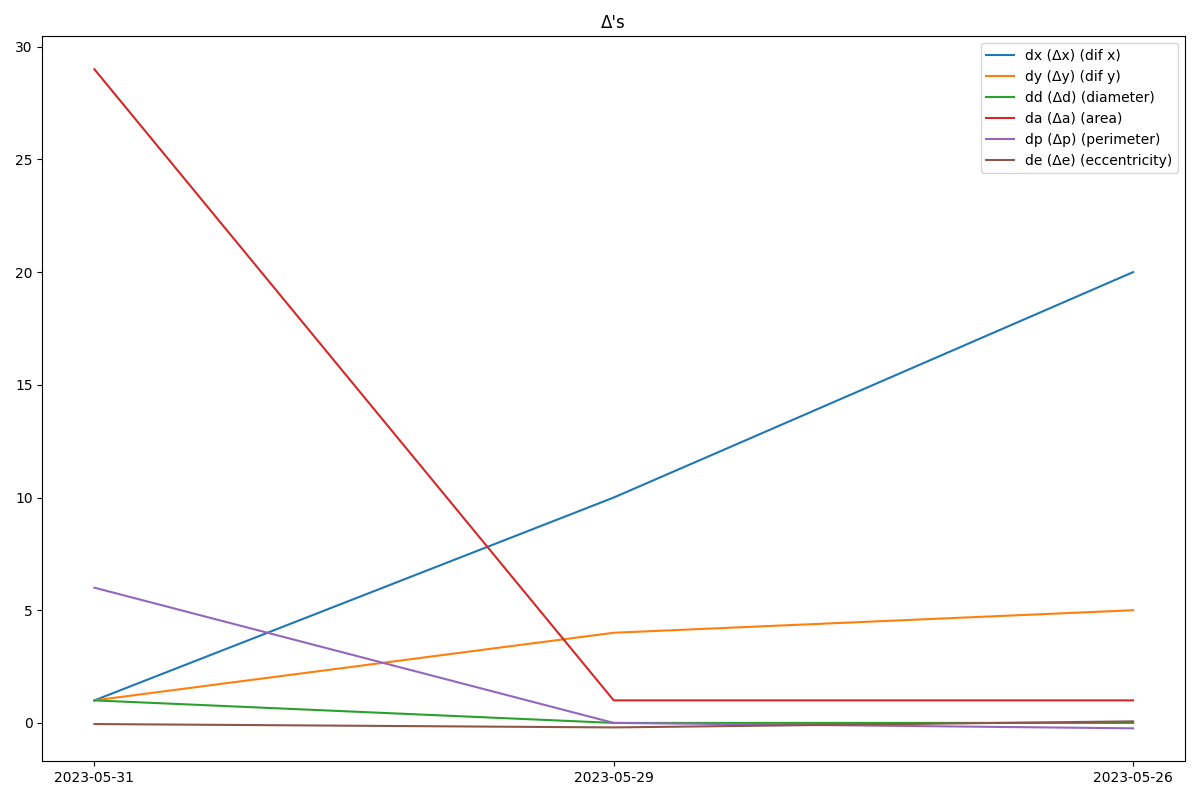 Δ's
30
25
20
15
10
5
0
dx (Δx) (dif x)
dy (Δy) (dif y)
dd (Δd) (diameter)
da (Δa) (area)
dp (Δp) (perimeter)
de (Δe) (eccentricity)
2023-05-31 2023-05-29 2023-05-26